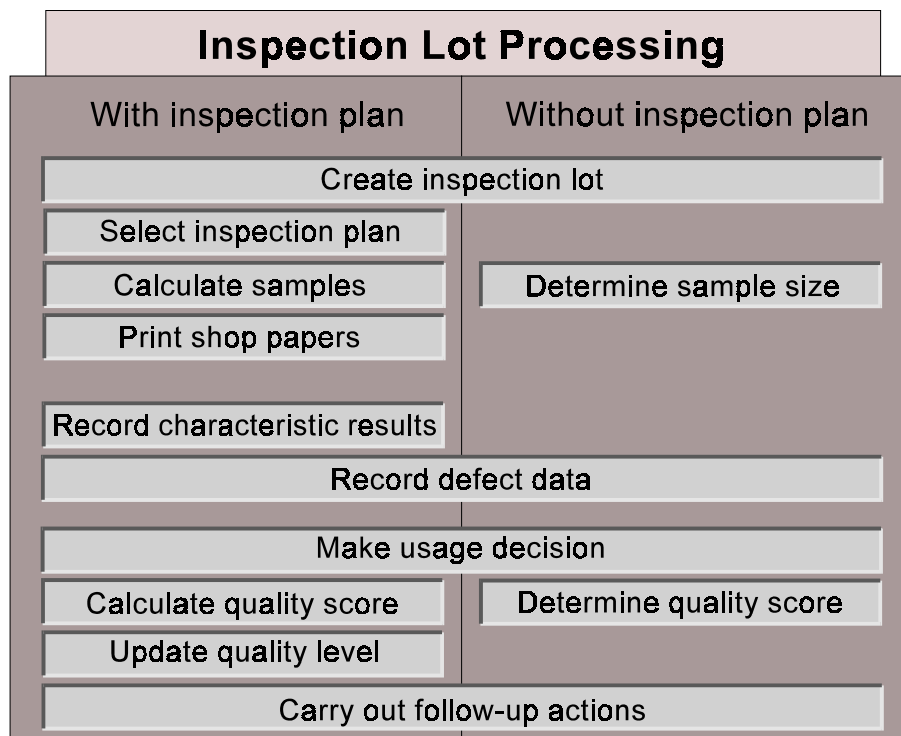 Inspection Lot Processing
With inspection plan
Without inspection plan
Create inspection lot
Select inspection plan
Calculate samples
Determine sample size
Print shop papers
Record characteristic results
Record defect data
Make usage decision
Calculate quality score
Determine quality score
Update quality level
Carry out follow-up actions